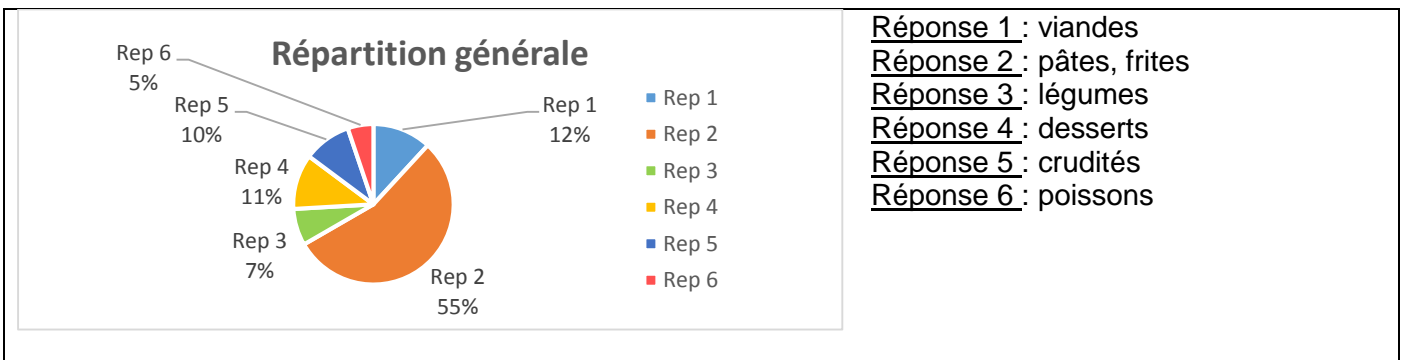 Répartition générale
Rep 6
5%
Rep 5
10%
Rep 4
11%
Rep 3
7%
Rep 1
12%
Rep 2
55%
Rep 1
Rep 2
Rep 3
Rep 4
Rep 5
Rep 6
Réponse 1 : viandes
Réponse 2 : pâtes, frites
Réponse 3 : légumes
Réponse 4 : desserts
Réponse 5 : crudités
Réponse 6 : poissons